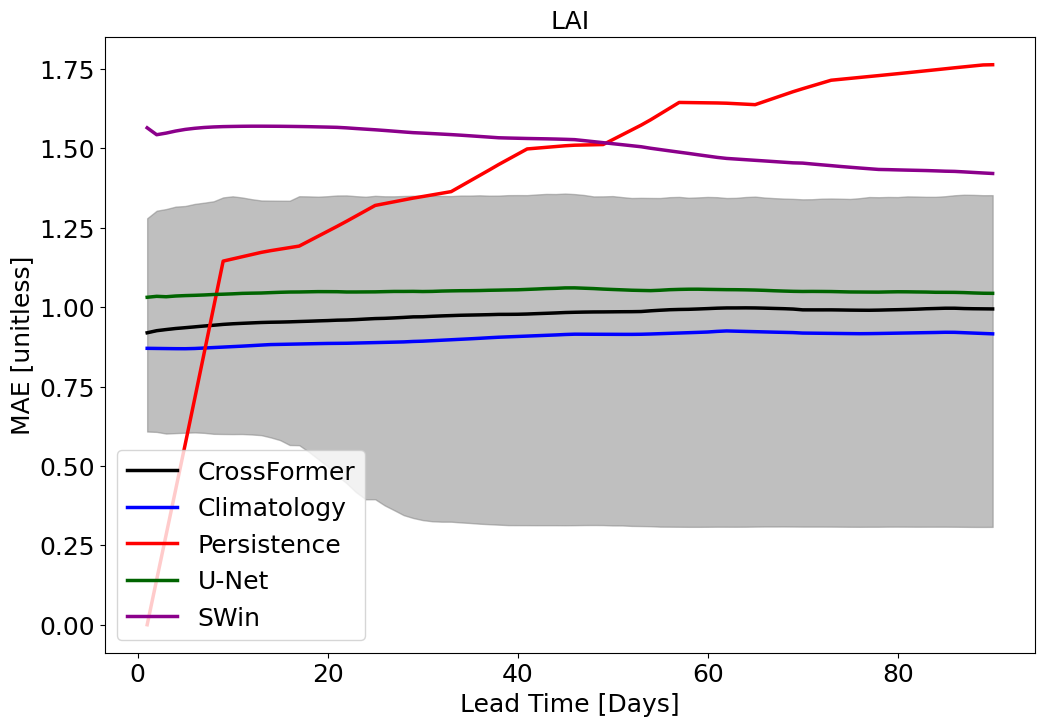 LAI
MAE [unitless]
1.75
1.50
1.25
1.00
0.75
0.50
0.25
0.00
CrossFormer
Climatology
Persistence
U-Net
SWin
0 20 40 60 80
Lead Time [Days]